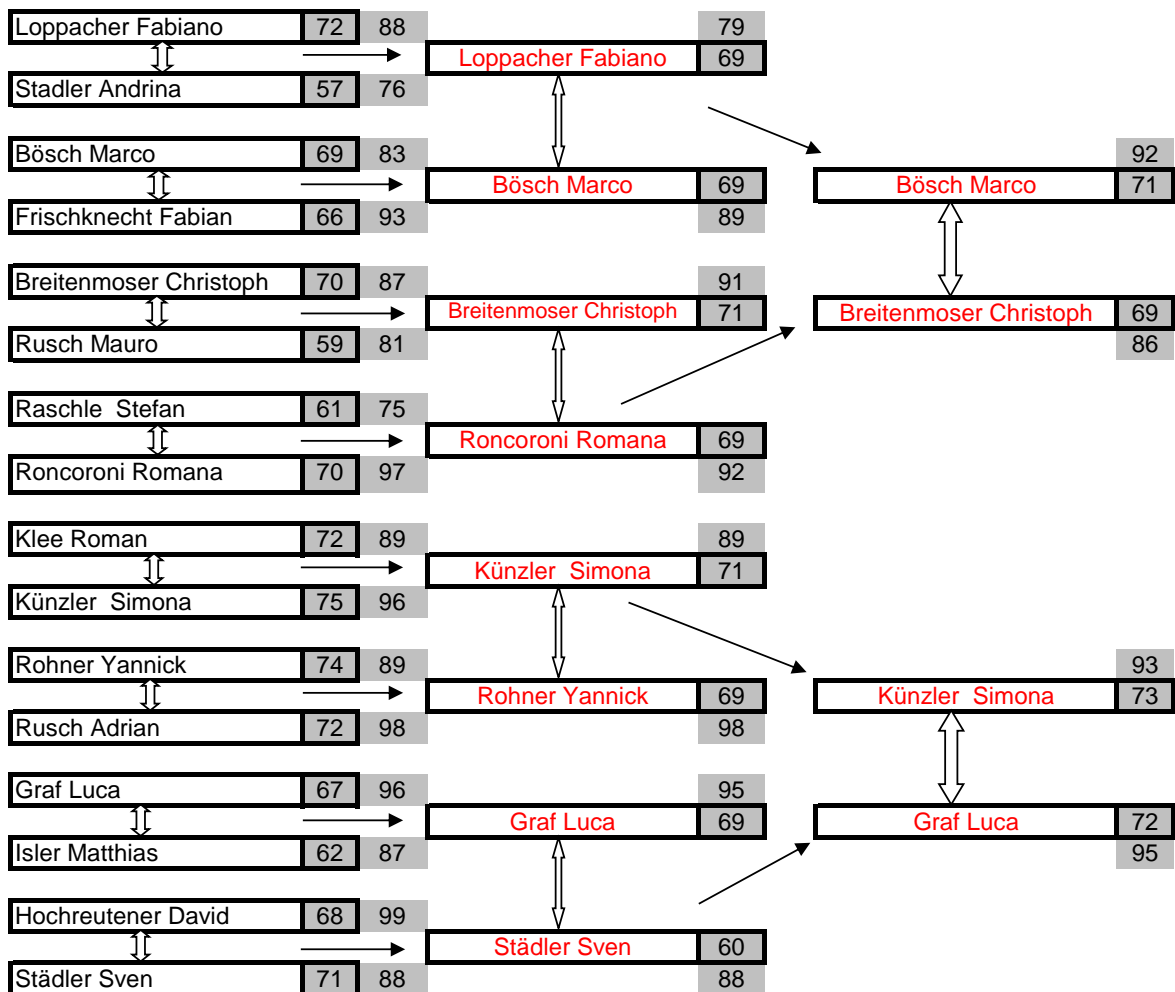 Loppacher Fabiano 72 88 79
Loppacher Fabiano 69
Stadler Andrina 57 76
Bösch Marco 69 83 92
Bösch Marco 69 Bösch Marco 71
Frischknecht Fabian 66 93 89
Breitenmoser Christoph 70 87 91
Breitenmoser Christoph 71 Breitenmoser Christoph 69
Rusch Mauro 59 81 86
Raschle Stefan 61 75
Roncoroni Romana 69
Roncoroni Romana 70 97 92
Klee Roman 72 89 89
Künzler Simona 71
Künzler Simona 75 96
Rohner Yannick 74 89 93
Rohner Yannick 69 Künzler Simona 73
Rusch Adrian 72 98 98
Graf Luca 67 96 95
Graf Luca 69 Graf Luca 72
Isler Matthias 62 87 95
Hochreutener David 68 99
Städler Sven 60
Städler Sven 71 88 88